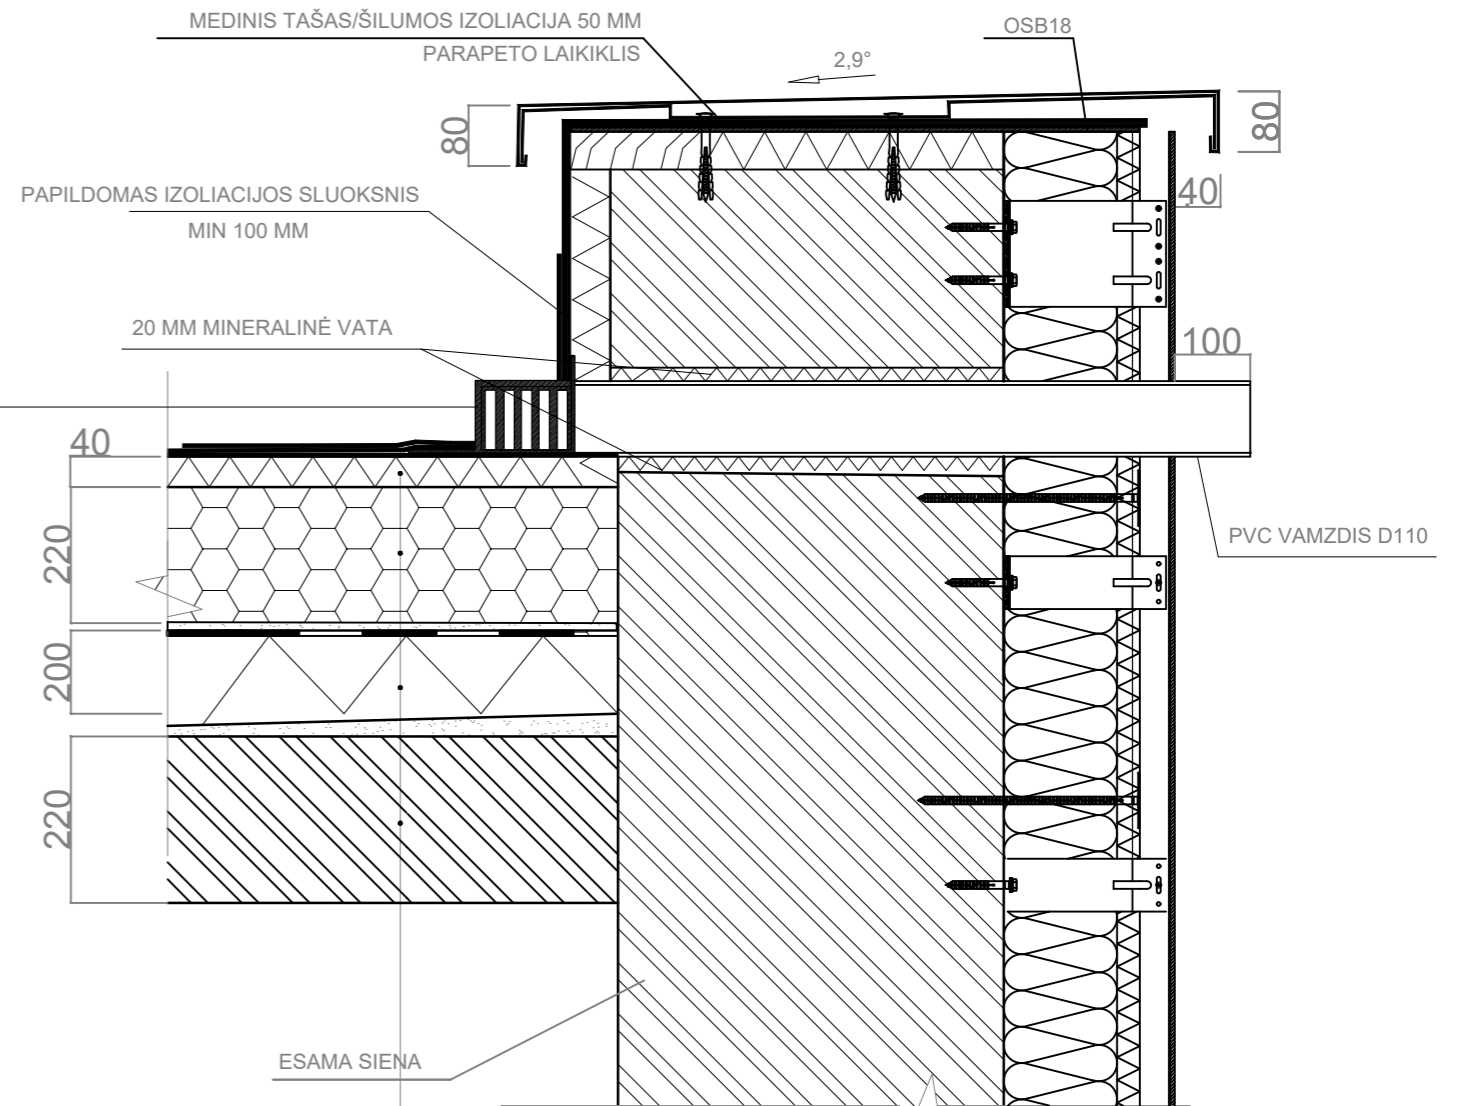 MEDINIS TAŠAS/ŠILUMOS IZOLIACIJA 50 MM
PARAPETO LAIKIKLIS
OSB18
2,9°
80
80
PAPILDOMAS IZOLIACIJOS SLUOKSNIS
MIN 100 MM
40
20 MM MINERALINĖ VATA
100
40
220
PVC VAMZDIS D110
200
220
ESAMA SIENA